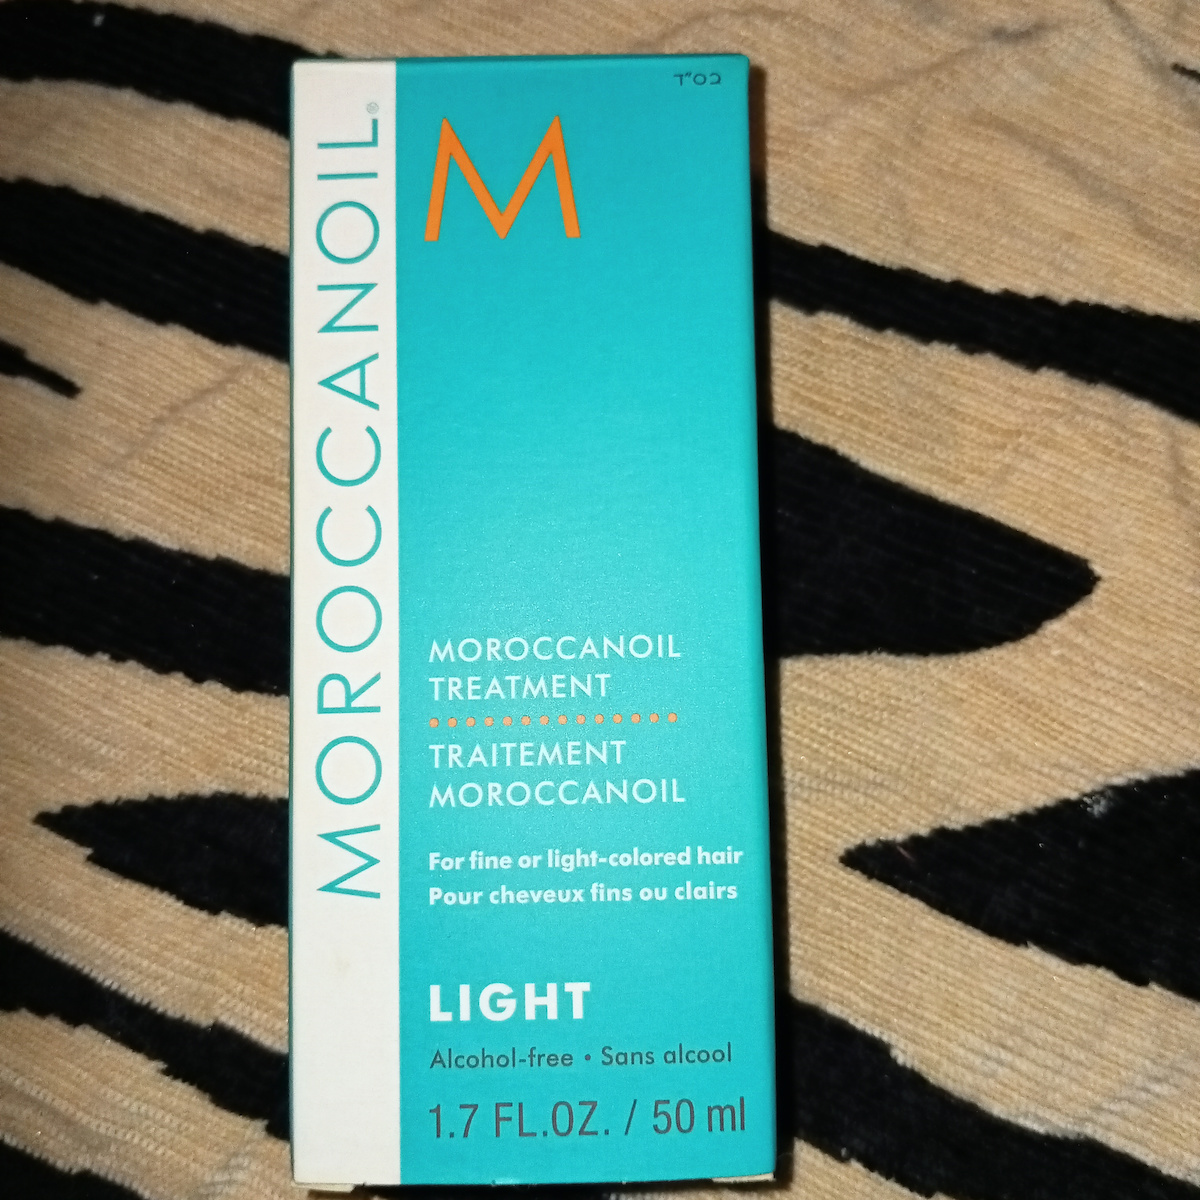 בס"ד
M
MOROCCANOIL®
MOROCCANOIL
TREATMENT
TRAITEMENT
MOROCCANOIL
For fine or light-colored hair
Pour cheveux fins ou clairs
LIGHT
Alcohol-free • Sans alcool
1.7 FL.OZ. / 50 ml